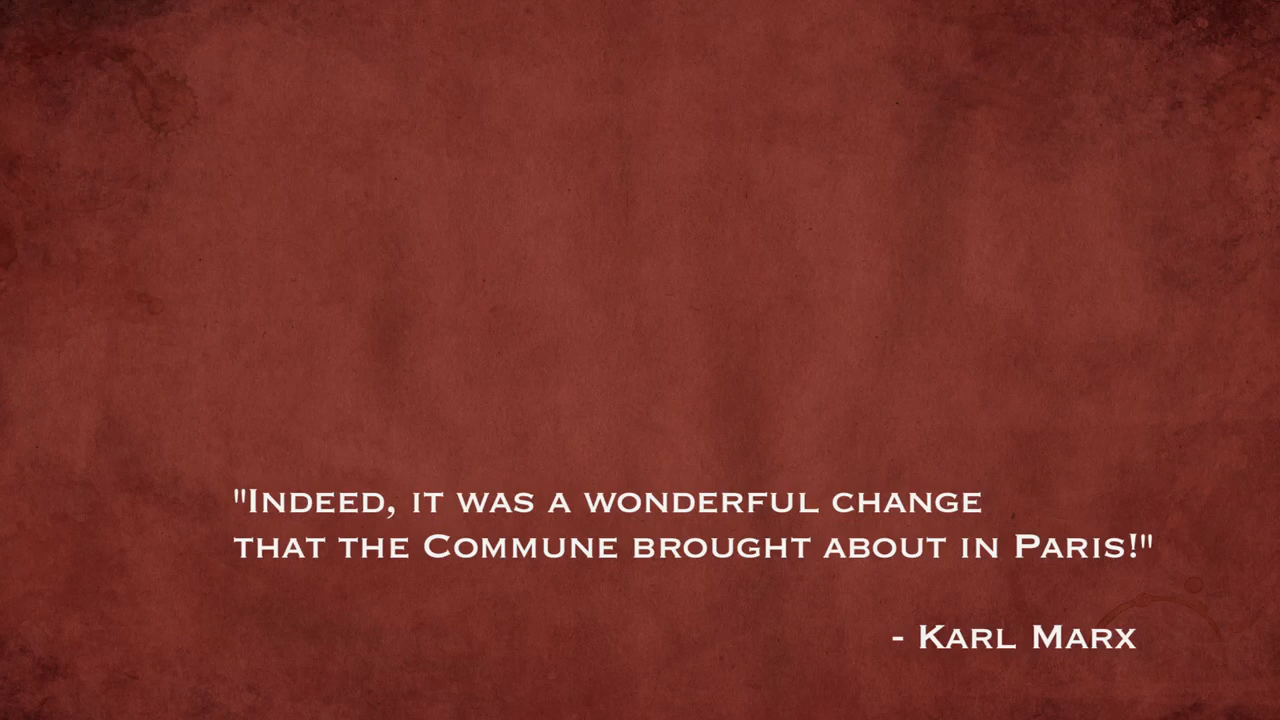 "Indeed, it was a wonderful change
that the Commune brought about in Paris!"
- Karl Marx